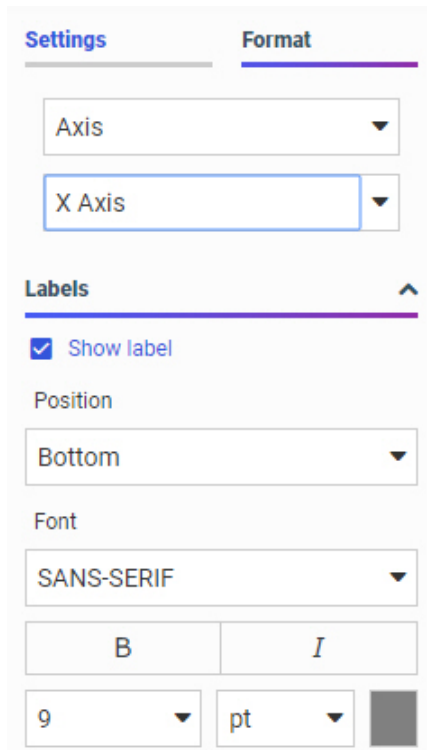 Settings Format
Axis
X Axis
Labels
Show label
Position
Bottom
Font
SANS-SERIF
B I
9 pt